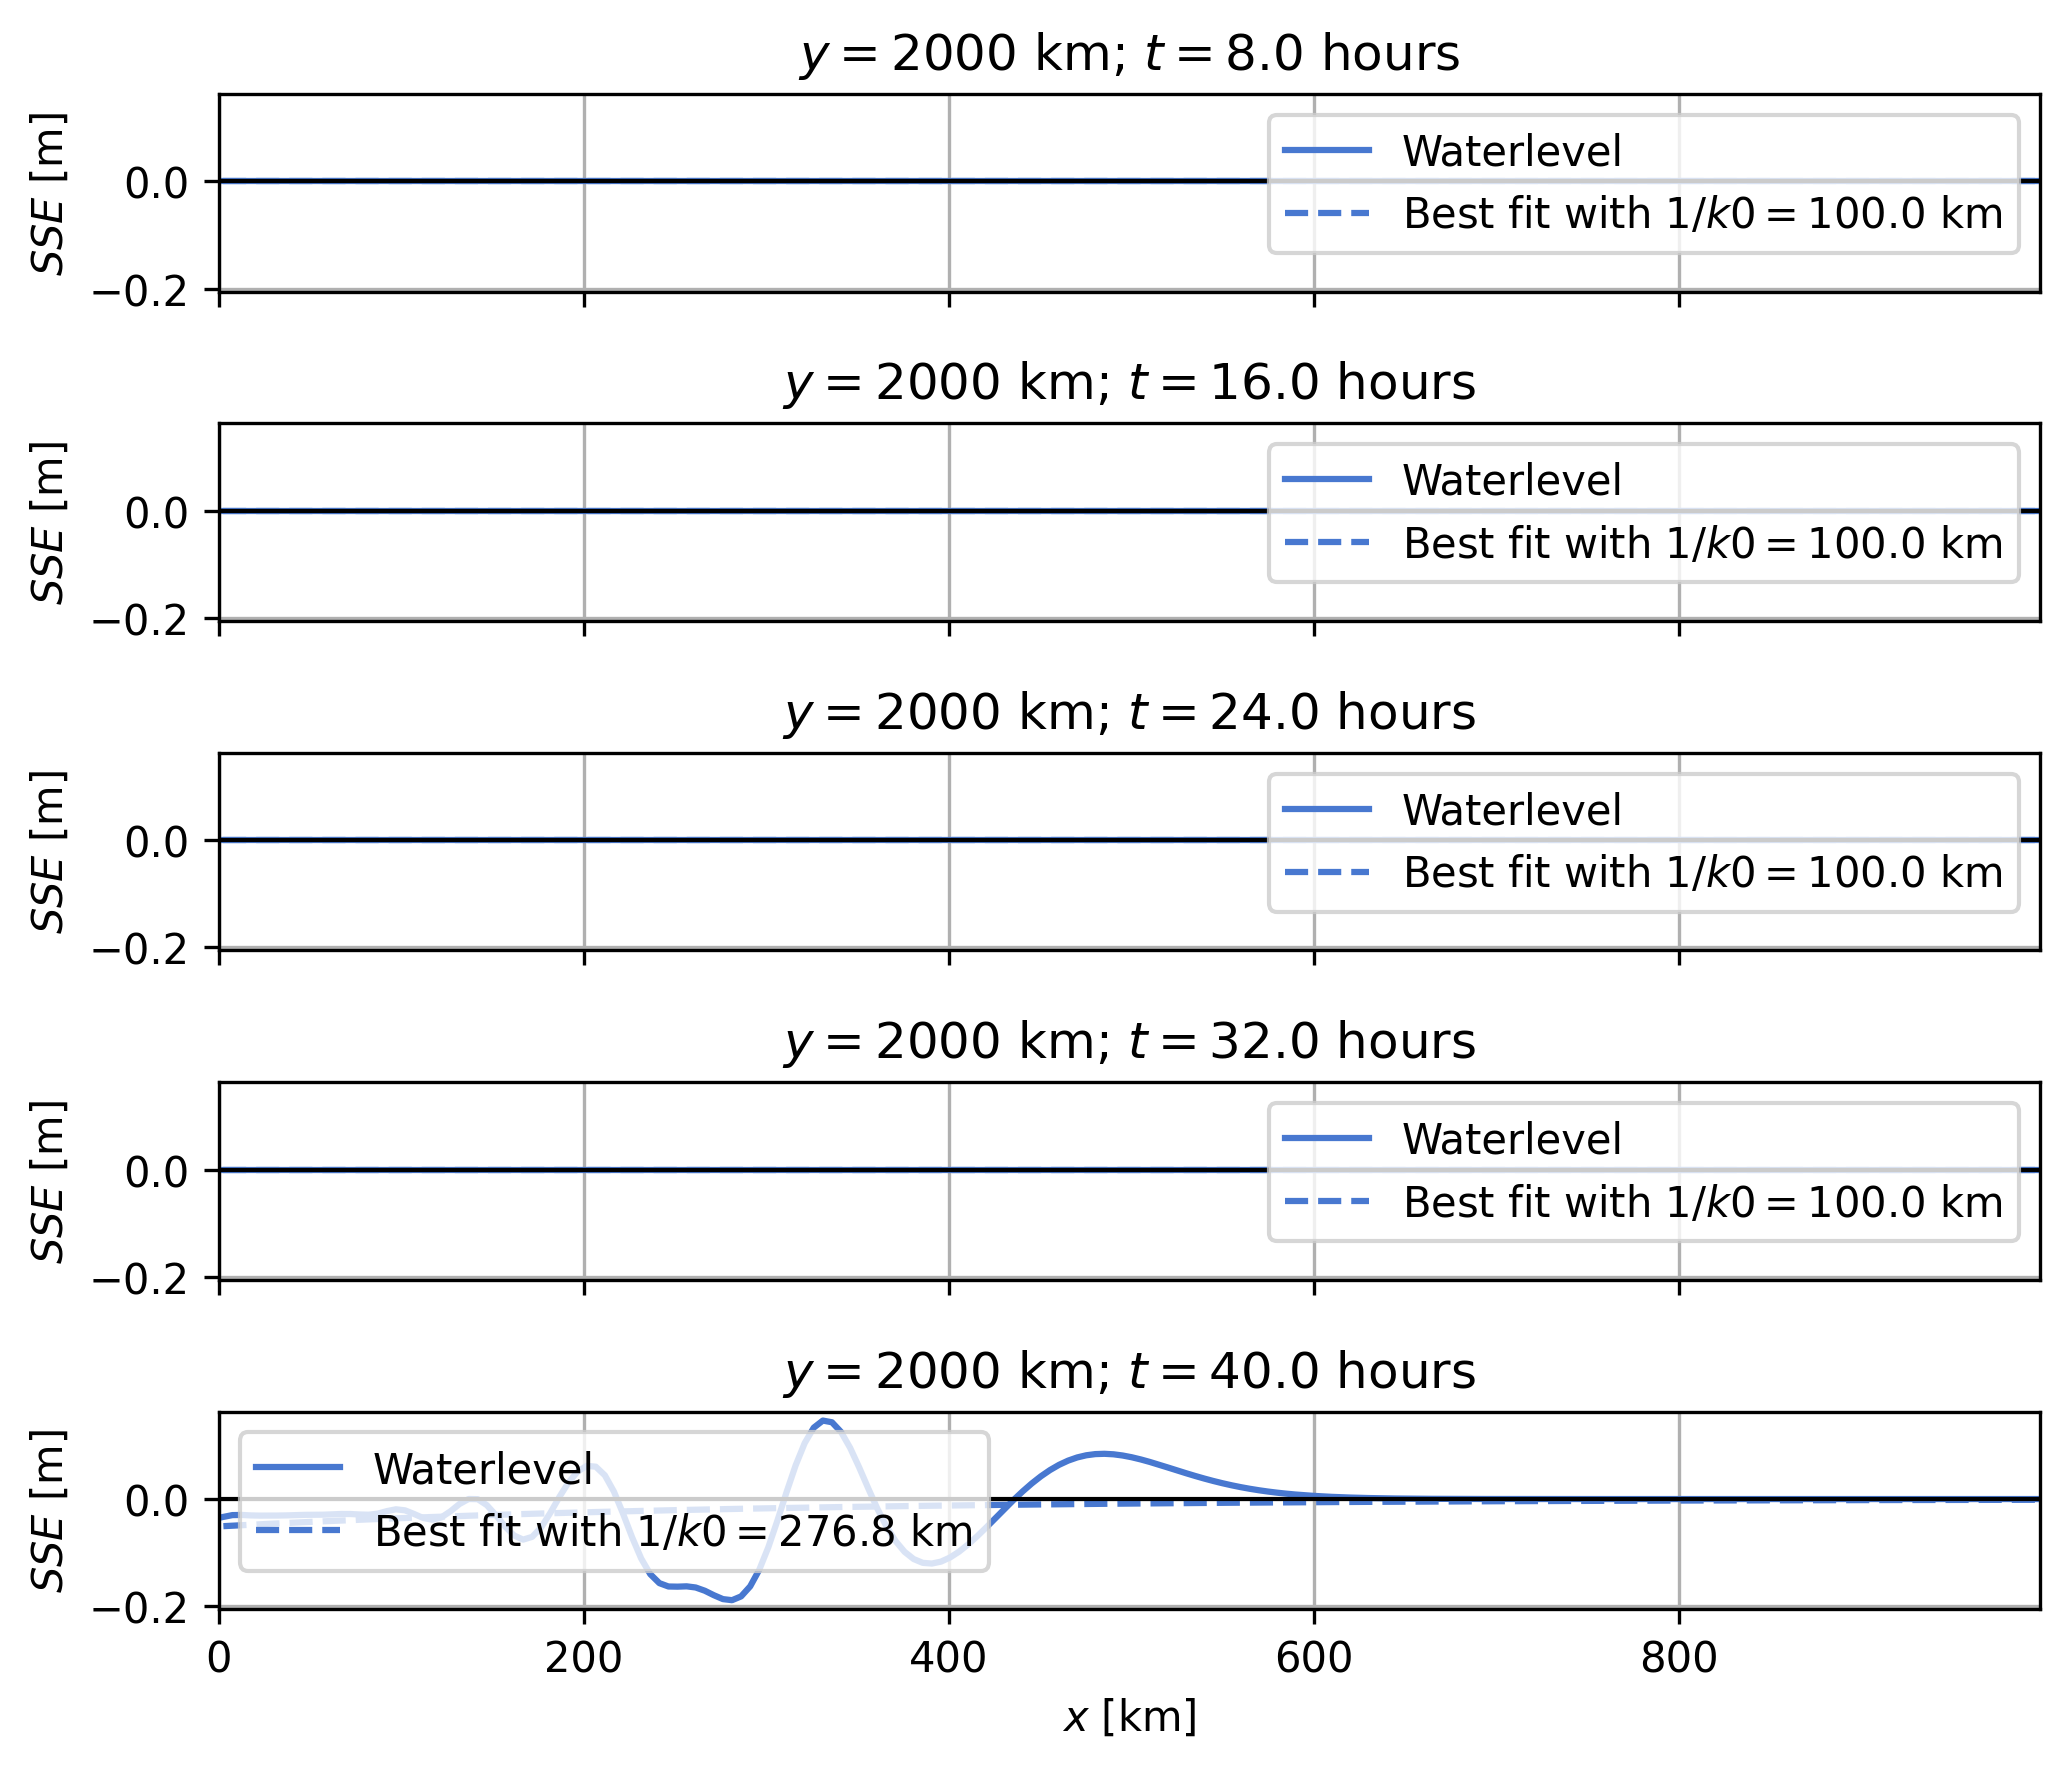 y = 2000 km; t = 8.0 hours
SSE [m]
0.0
−0.2
Waterlevel
Best fit with 1/k0 = 100.0 km
y = 2000 km; t = 16.0 hours
SSE [m]
0.0
−0.2
Waterlevel
Best fit with 1/k0 = 100.0 km
y = 2000 km; t = 24.0 hours
SSE [m]
0.0
−0.2
Waterlevel
Best fit with 1/k0 = 100.0 km
y = 2000 km; t = 32.0 hours
SSE [m]
0.0
−0.2
Waterlevel
Best fit with 1/k0 = 100.0 km
y = 2000 km; t = 40.0 hours
SSE [m]
0.0
−0.2
Waterlevel
Best fit with 1/k0 = 276.8 km
0 200 400 600 800
x [km]